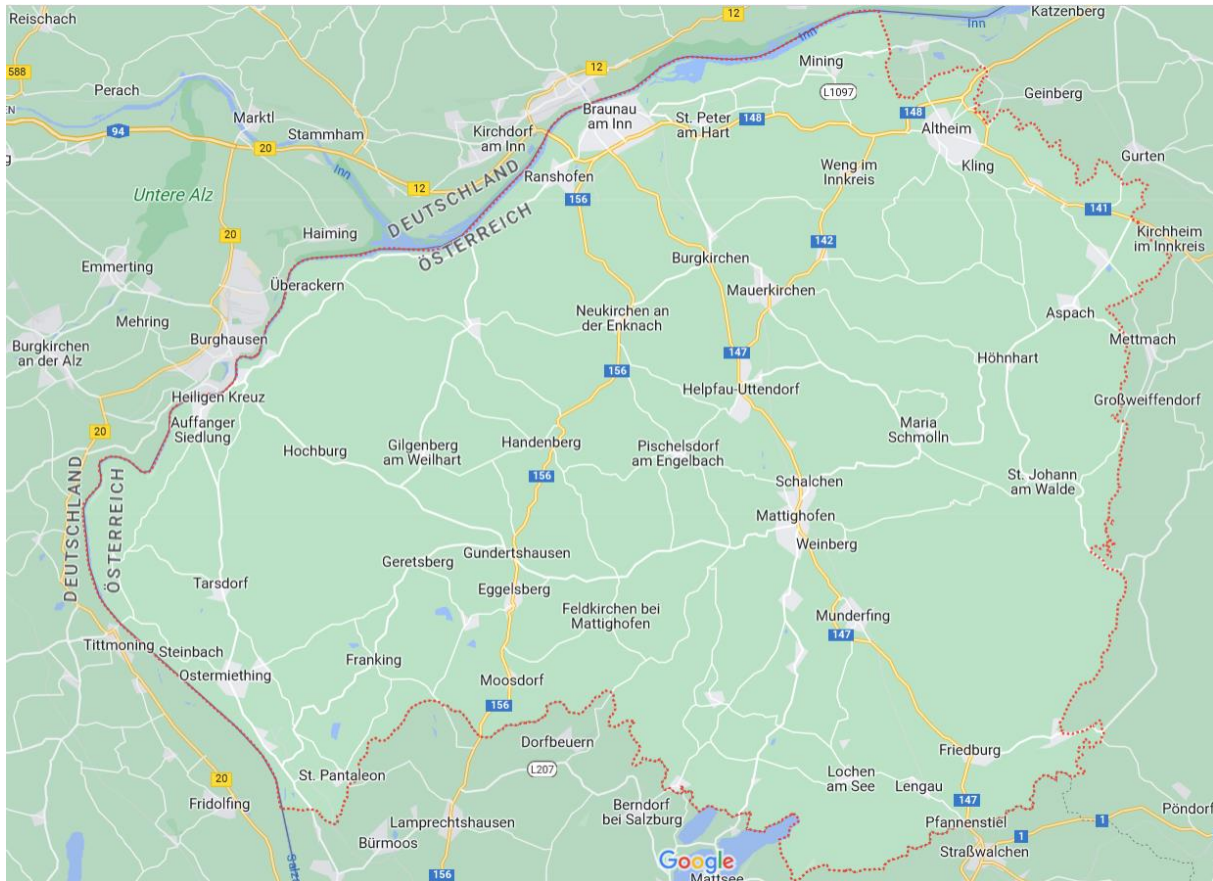 Reischach
12
Katzenberg
Inn
Inn
588
Perach
12
Mining
L1097
Geinberg
Marktl
94
Stammham
20
Kirchdorf
am Inn
Braunau
am Inn
St. Peter
am Hart
148
148
Altheim
Gurten
Inn
12
20
Ranshofen
156
Weng im
Innkreis
Kling
141
Untere Alz
DEUTSCHLAND
ÖSTERREICH
Haiming
20
142
Kirchheim
im Innkreis
Emmerting
Burgkirchen
Überackern
Mauerkirchen
Mehring
Neukirchen an
der Enknach
Aspach
Burgkirchen
an der Alz
Burghausen
147
Höhnhart
Mettmach
156
Heiligen Kreuz
Helpfau-Uttendorf
Großweiffendorf
Auffanger
Siedlung
20
Maria
Schmolln
Hochburg
Gilgenberg
am Weilhart
Handenberg
Pischelsdorf
am Engelbach
156
Schalchen
St. Johann
am Walde
DEUTSCHLAND
ÖSTERREICH
Mattighofen
Weinberg
Gundertshausen
Geretsberg
Tarsdorf
Eggelsberg
Feldkirchen bei
Mattighofen
Munderfing
147
Tittmoning
Steinbach
Franking
Ostermiething
Moosdorf
156
Dorfbeuern
Friedburg
L207
St. Pantaleon
Lochen
am See
Lengau
20
Fridolfing
147
Berndorf
bei Salzburg
Pöndorf
Lamprechtshausen
Pfannenstiel
1
1
Bürmoos
Straßwalchen
Google
156
Mattsee